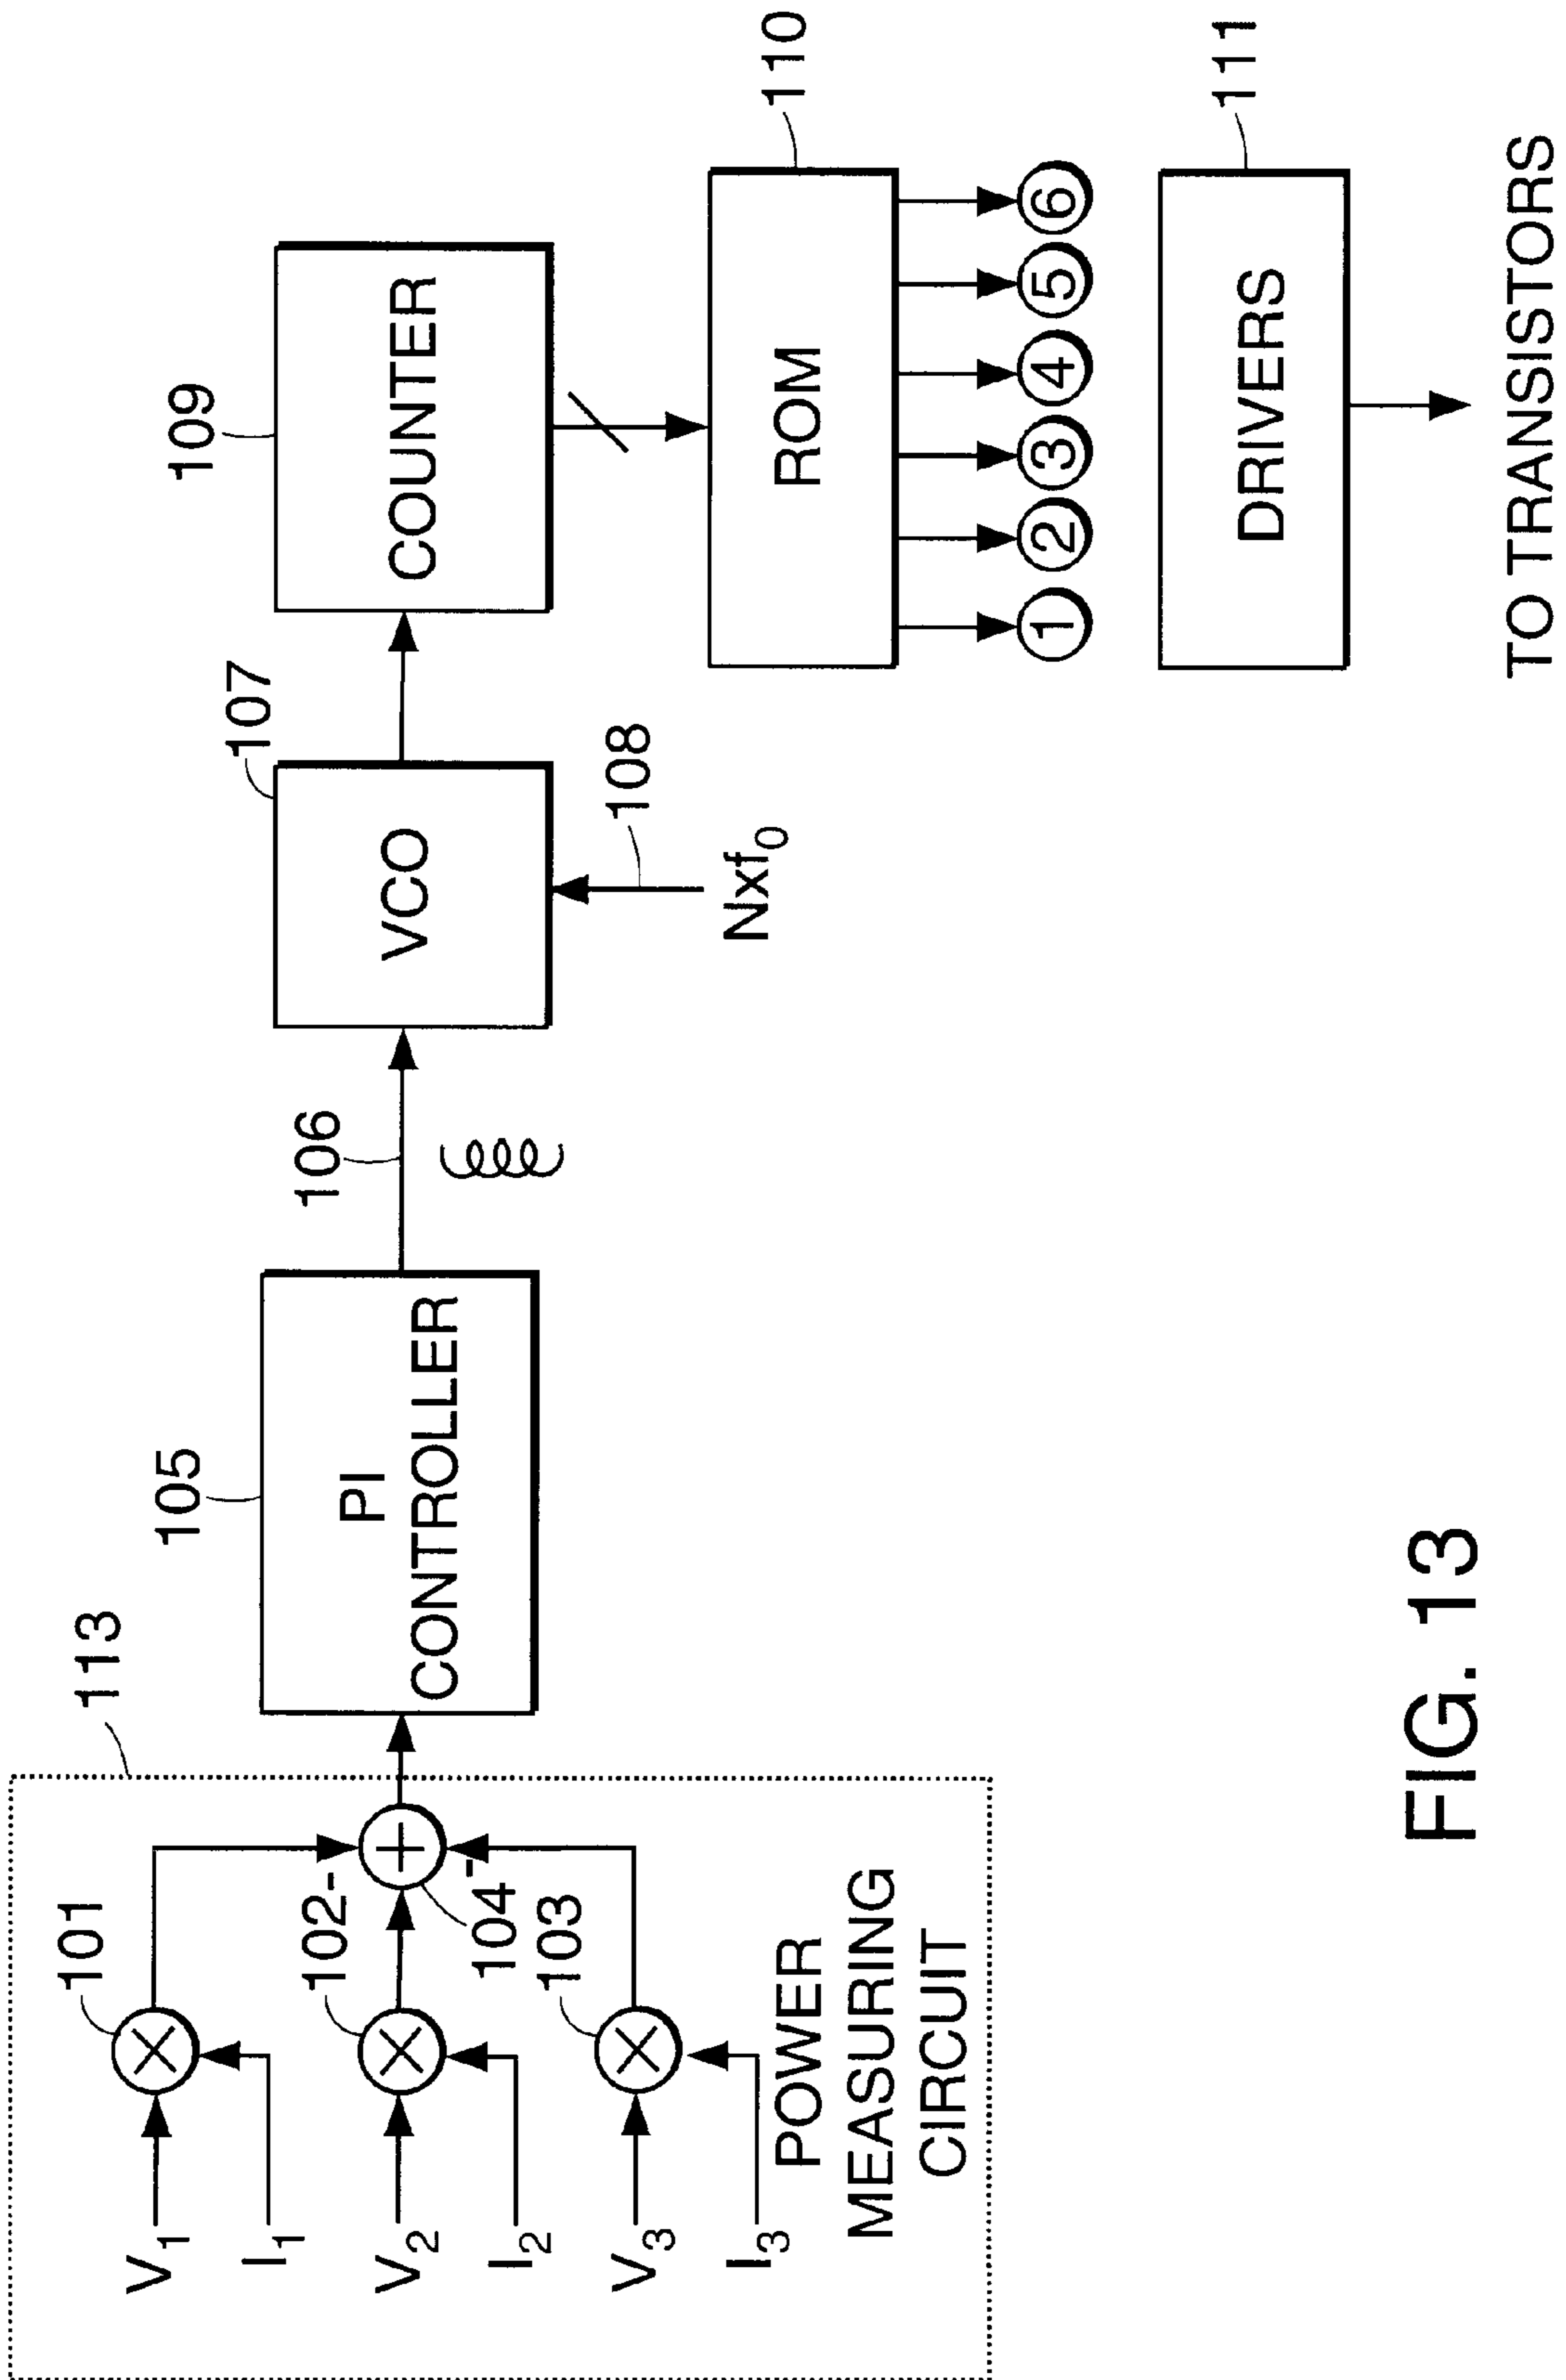 113
101
V1
I1
102
V2
I2
104
103
V3
I3
POWER
MEASURING
CIRCUIT
105
PI
CONTROLLER
106
107
VCO
108
Nxf0
109
COUNTER
110
ROM
1 2 3 4 5 6
111
DRIVERS
TO TRANSISTORS
FIG. 13